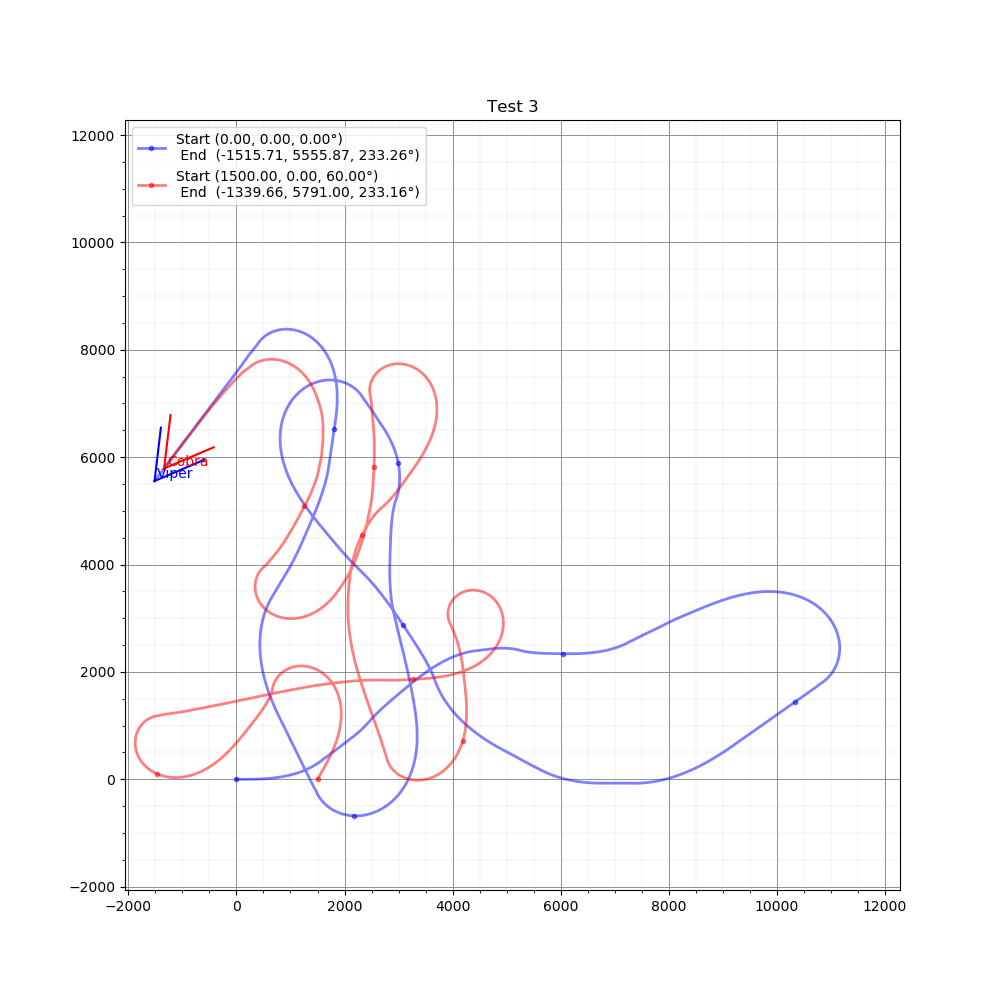 Test 3
Start (0.00, 0.00, 0.00°)
End (-1515.71, 5555.87, 233.26°)
Start (1500.00, 0.00, 60.00°)
End (-1339.66, 5791.00, 233.16°)
12000
10000
8000
6000
4000
2000
0
−2000
Cobra
Viper
−2000 0 2000 4000 6000 8000 10000 12000